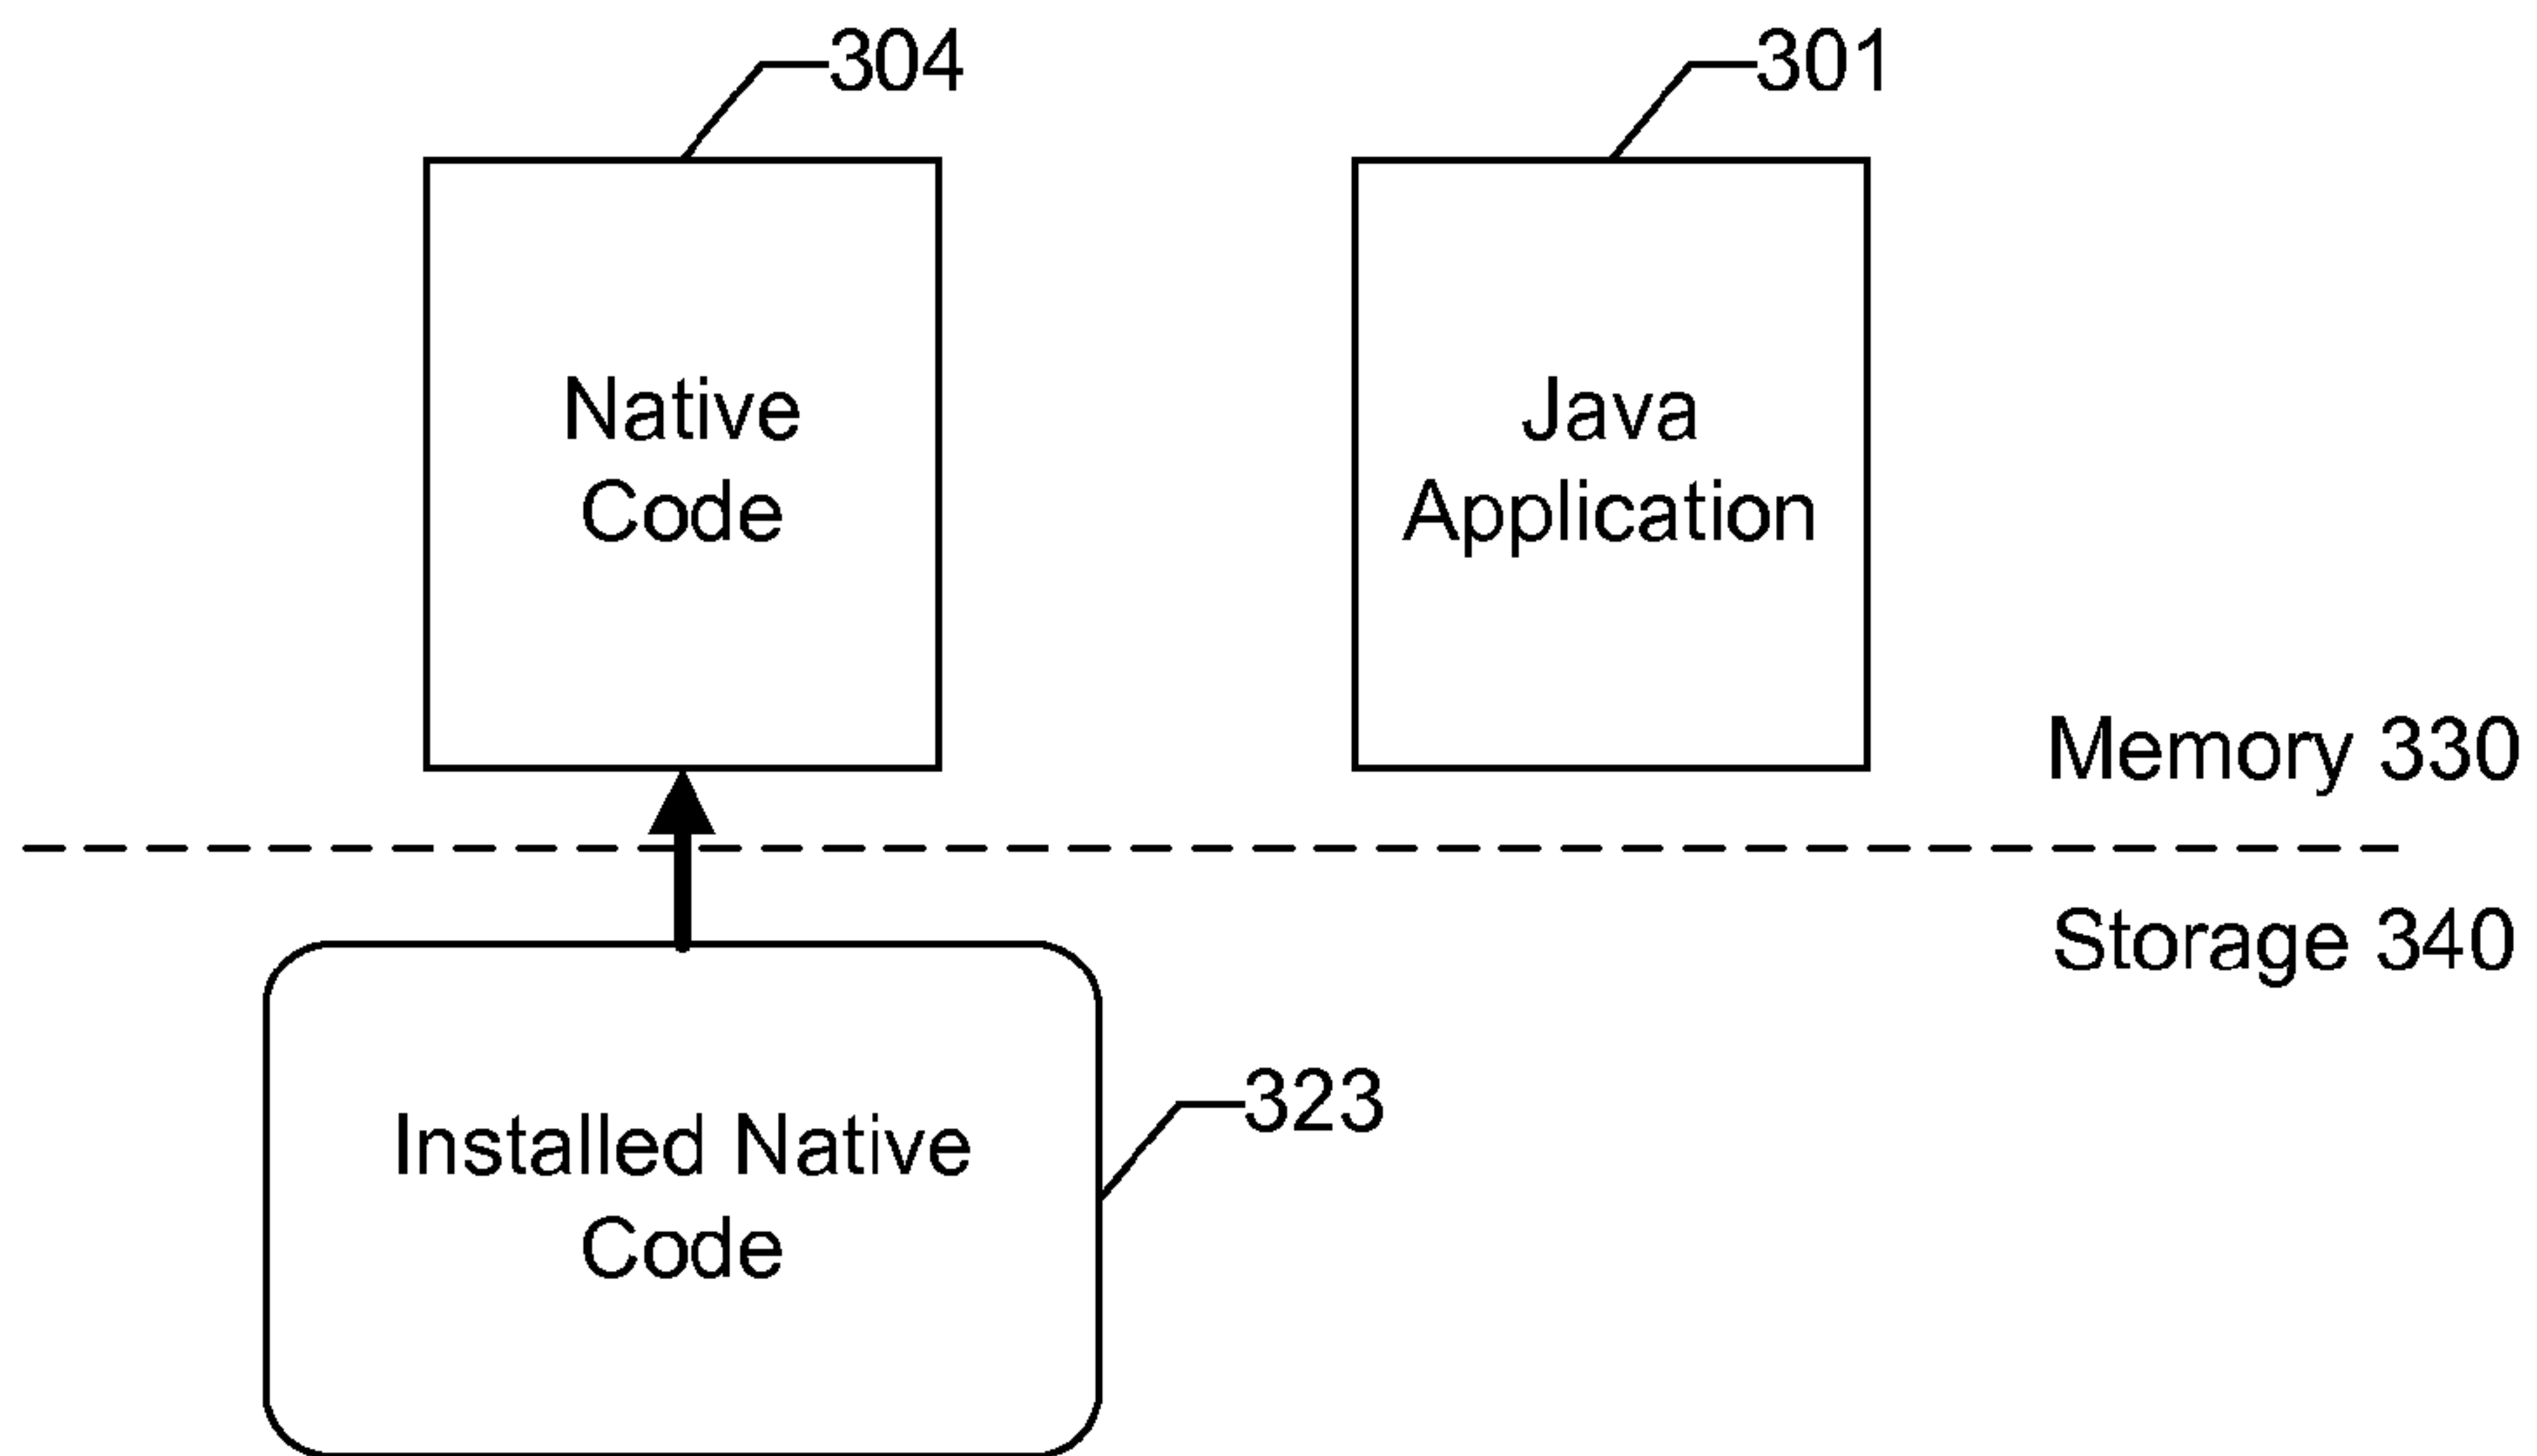 304
301
Native
Code
Java
Application
Memory 330
Storage 340
323
Installed Native
Code